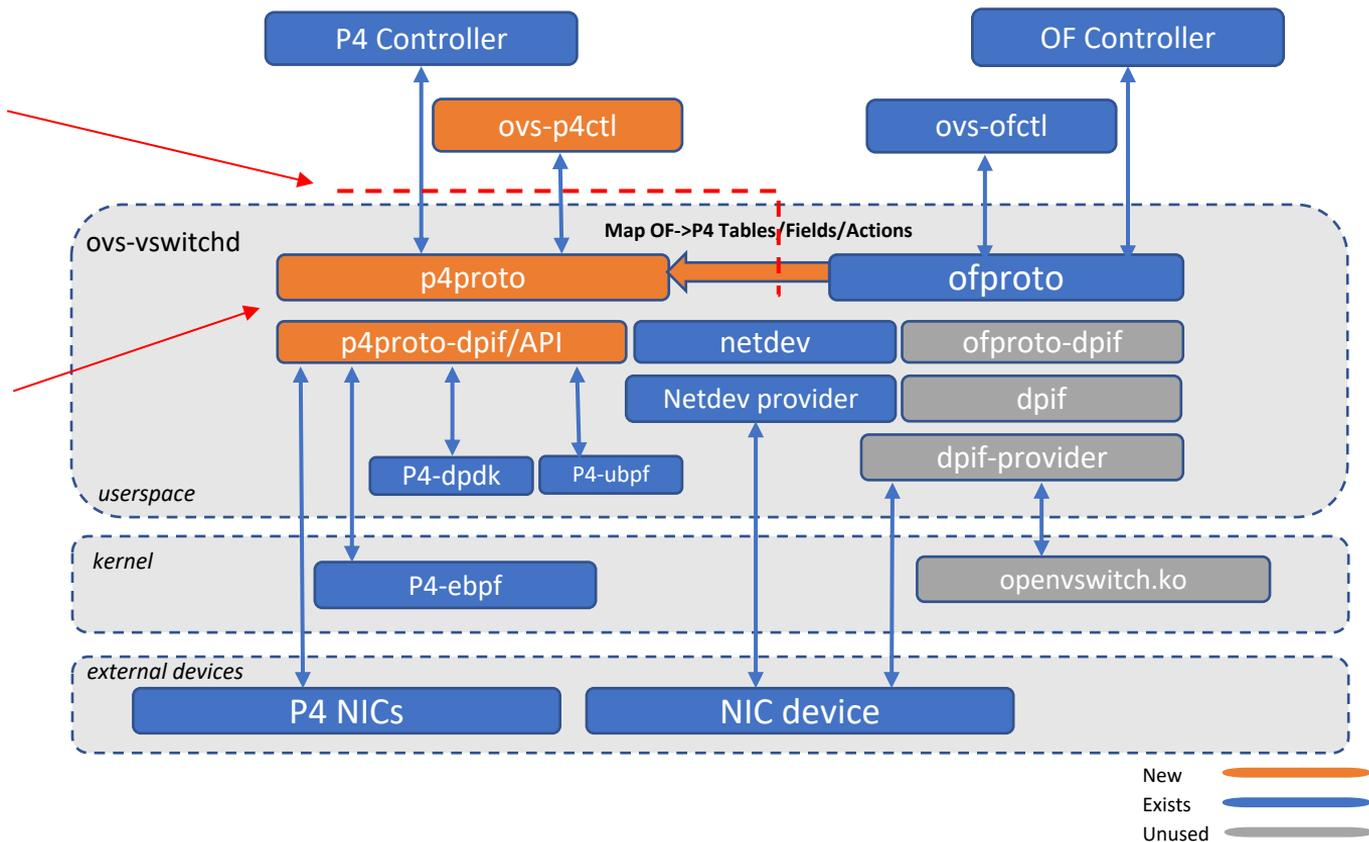 P4 Controller
OF Controller
ovs-p4ctl
ovs-ofctl
Map OF->P4 Tables/Fields/Actions
ovs-vswitchd
p4proto
ofproto
p4proto-dpif/API
netdev
ofproto-dpif
Netdev provider
dpif
dpif-provider
P4-dpdk
P4-ubpf
userspace
kernel
P4-ebpf
openvswitch.ko
external devices
P4 NICs
NIC device
New
Exists
Unused